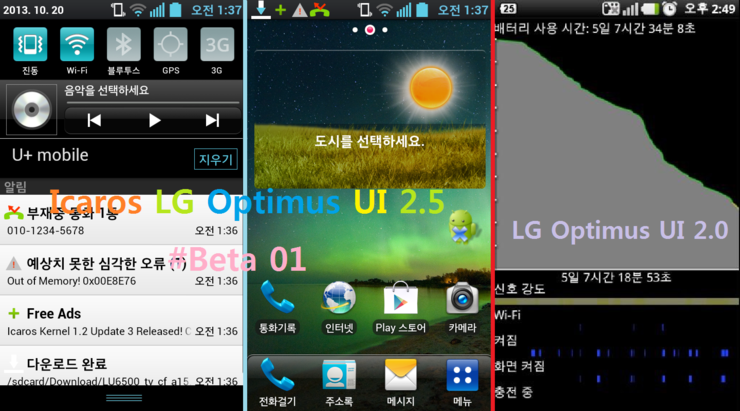 2013. 10. 20 오전 1:37
진동 Wi-Fi 블루투스 GPS 3G
음악을 선택하세요
U+ mobile 지우기
알림
부재중 통화 1통
010-1234-5678 오전 1:36
예상치 못한 심각한 오류 (7)
Out of Memory! 0x00E8E76 오전 1:36
Free Ads
Icaros Kernel 1.2 Update 3 Released! C 오전 1:36
다운로드 완료
/sdcard/Download/LU6500_tv_cf_a15. 오전 1:36
오전 1:37
도시를 선택하세요.
Icaros LG Optimus UI 2.5
#Beta 01
통화기록 인터넷 Play 스토어 카메라
전화걸기 주소록 메시지 메뉴
25 오후 2:49
배터리 사용 시간: 5일 7시간 34분 8초
LG Optimus UI 2.0
5일 7시간 18분 53초
신호 강도
Wi-Fi
켜짐
화면 켜짐
충전 중